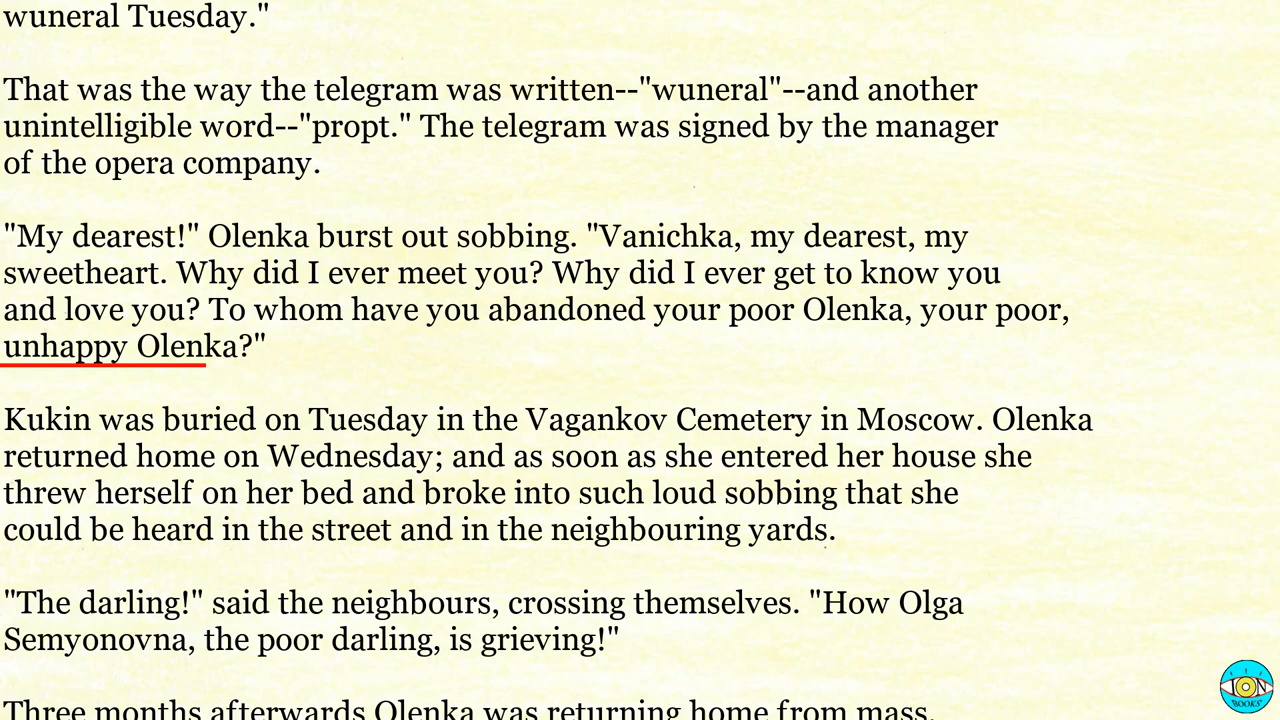 wuneral Tuesday."
That was the way the telegram was written--"wuneral"--and another
unintelligible word--"propt." The telegram was signed by the manager
of the opera company.
"My dearest!" Olenka burst out sobbing. "Vanichka, my dearest, my
sweetheart. Why did I ever meet you? Why did I ever get to know you
and love you? To whom have you abandoned your poor Olenka, your poor,
unhappy Olenka?"
Kukin was buried on Tuesday in the Vagankov Cemetery in Moscow. Olenka
returned home on Wednesday; and as soon as she entered her house she
threw herself on her bed and broke into such loud sobbing that she
could be heard in the street and in the neighbouring yards.
"The darling!" said the neighbours, crossing themselves. "How Olga
Semyonovna, the poor darling, is grieving!"
Three months afterwards Olenka was returning home from mass,
ION
BOOKS